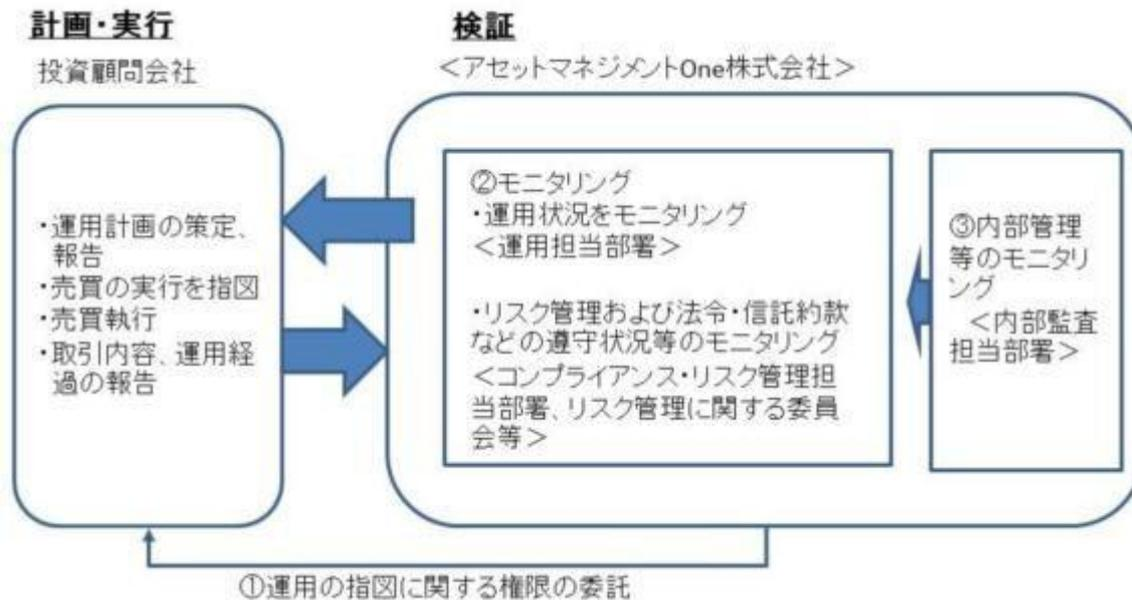 計画・実行
投資顧問会社
・運用計画の策定、
報告
・売買の実行を指図
・売買執行
・取引内容、運用経
過の報告
検証
＜アセットマネジメントOne株式会社＞
②モニタリング
・運用状況をモニタリング
＜運用担当部署＞
・リスク管理および法令・信託約款
などの遵守状況等のモニタリング
＜コンプライアンス・リスク管理担
当部署、リスク管理に関する委員
会等＞
③内部管理
等のモニタリ
ング
＜内部監査
担当部署＞
①運用の指図に関する権限の委託